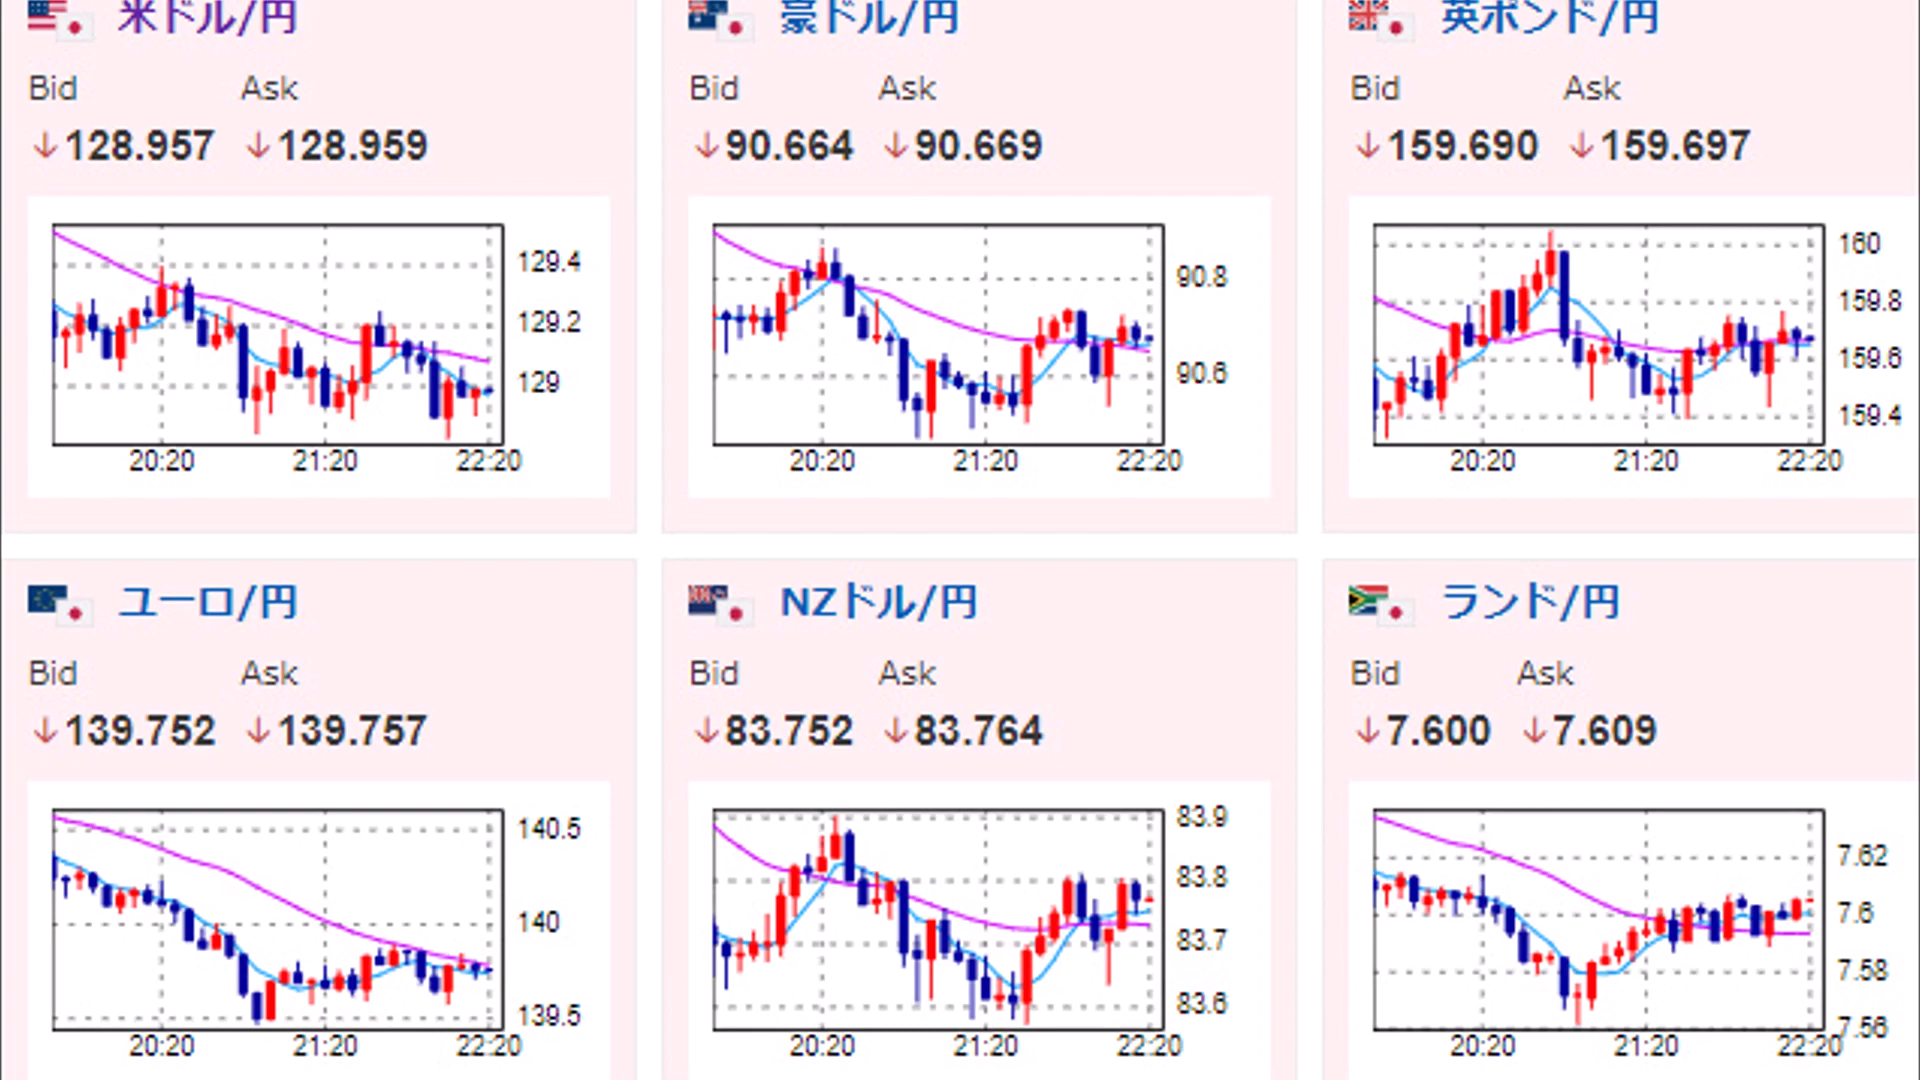 米ドル/円
Bid Ask
↓128.957 ↓128.959
129.4
129.2
129
20:20 21:20 22:20
豪ドル/円
Bid Ask
↓90.664 ↓90.669
90.8
90.6
20:20 21:20 22:20
英ポンド/円
Bid Ask
↓159.690 ↓159.697
160
159.8
159.6
159.4
20:20 21:20 22:20
ユーロ/円
Bid Ask
↓139.752 ↓139.757
140.5
140
139.5
20:20 21:20 22:20
NZドル/円
Bid Ask
↓83.752 ↓83.764
83.9
83.8
83.7
83.6
20:20 21:20 22:20
ランド/円
Bid Ask
↓7.600 ↓7.609
7.62
7.6
7.58
7.56
20:20 21:20 22:20